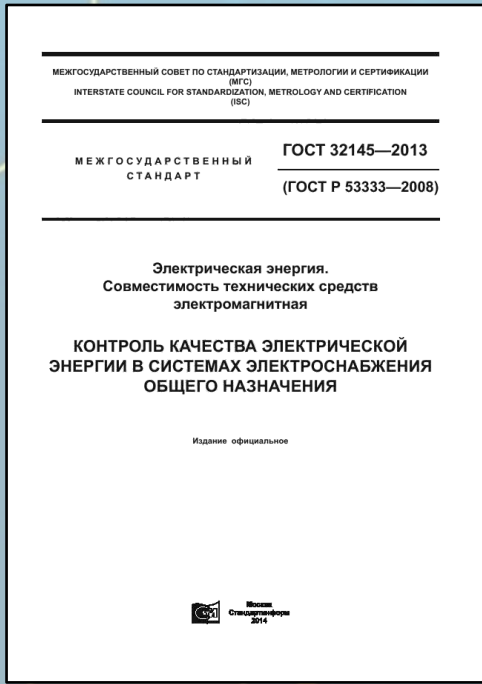 МЕЖГОСУДАРСТВЕННЫЙ СОВЕТ ПО СТАНДАРТИЗАЦИИ, МЕТРОЛОГИИ И СЕРТИФИКАЦИИ
(МГС)
INTERSTATE COUNCIL FOR STANDARDIZATION, METROLOGY AND CERTIFICATION
(ISC)
МЕЖГОСУДАРСТВЕННЫЙ
СТАНДАРТ
ГОСТ 32145—2013
(ГОСТ Р 53333—2008)
Электрическая энергия.
Совместимость технических средств
электромагнитная
КОНТРОЛЬ КАЧЕСТВА ЭЛЕКТРИЧЕСКОЙ
ЭНЕРГИИ В СИСТЕМАХ ЭЛЕКТРОСНАБЖЕНИЯ
ОБЩЕГО НАЗНАЧЕНИЯ
Издание официальное
Москва
Стандартинформ
2014